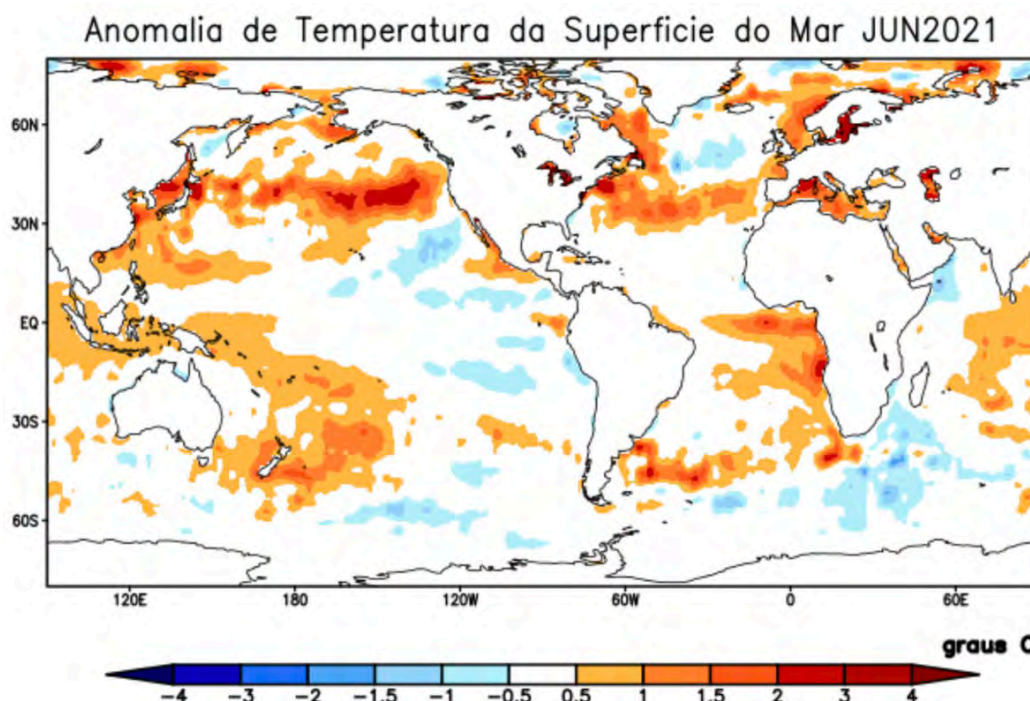 Anomalia de Temperatura da Superficie do Mar JUN2021
60N
30N
EQ
30S
60S
120E 180 120W 60W 0 60E
graus C
-4 -3 -2 -1.5 -1 -0.5 0.5 1 1.5 2 3 4